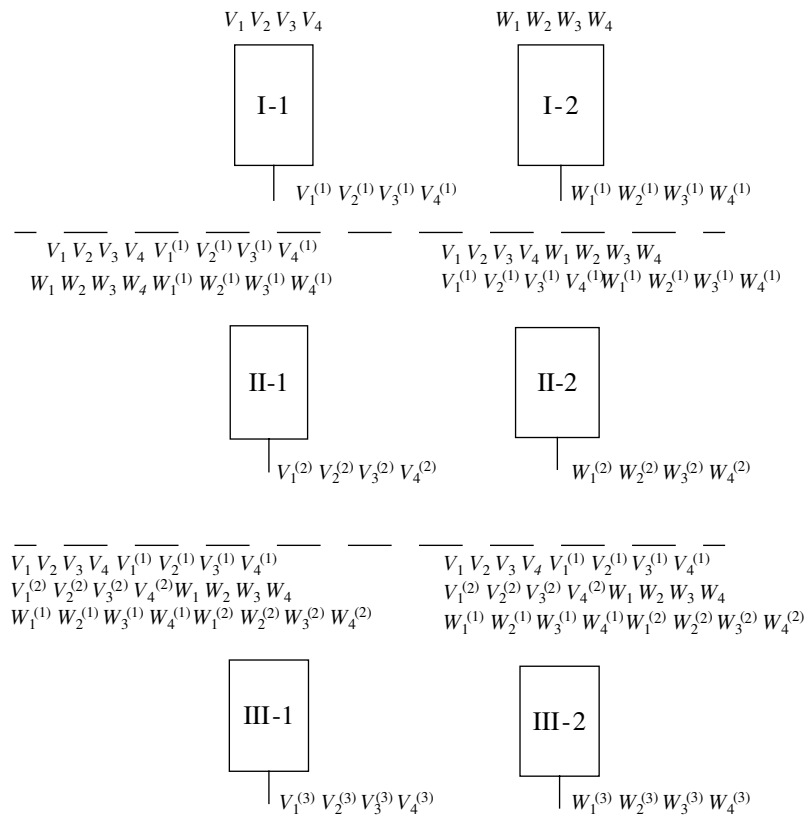 V₁ V₂ V₃ V₄ W₁ W₂ W₃ W₄
I-1 I-2
V₁⁽¹⁾ V₂⁽¹⁾ V₃⁽¹⁾ V₄⁽¹⁾ W₁⁽¹⁾ W₂⁽¹⁾ W₃⁽¹⁾ W₄⁽¹⁾
V₁ V₂ V₃ V₄ V₁⁽¹⁾ V₂⁽¹⁾ V₃⁽¹⁾ V₄⁽¹⁾ V₁ V₂ V₃ V₄ W₁ W₂ W₃ W₄
W₁ W₂ W₃ W₄ W₁⁽¹⁾ W₂⁽¹⁾ W₃⁽¹⁾ W₄⁽¹⁾ V₁⁽¹⁾ V₂⁽¹⁾ V₃⁽¹⁾ V₄⁽¹⁾ W₁⁽¹⁾ W₂⁽¹⁾ W₃⁽¹⁾ W₄⁽¹⁾
II-1 II-2
V₁⁽²⁾ V₂⁽²⁾ V₃⁽²⁾ V₄⁽²⁾ W₁⁽²⁾ W₂⁽²⁾ W₃⁽²⁾ W₄⁽²⁾
V₁ V₂ V₃ V₄ V₁⁽¹⁾ V₂⁽¹⁾ V₃⁽¹⁾ V₄⁽¹⁾ V₁ V₂ V₃ V₄ V₁⁽¹⁾ V₂⁽¹⁾ V₃⁽¹⁾ V₄⁽¹⁾
V₁⁽²⁾ V₂⁽²⁾ V₃⁽²⁾ V₄⁽²⁾ W₁ W₂ W₃ W₄ V₁⁽²⁾ V₂⁽²⁾ V₃⁽²⁾ V₄⁽²⁾ W₁ W₂ W₃ W₄
W₁⁽¹⁾ W₂⁽¹⁾ W₃⁽¹⁾ W₄⁽¹⁾ W₁⁽²⁾ W₂⁽²⁾ W₃⁽²⁾ W₄⁽²⁾ W₁⁽¹⁾ W₂⁽¹⁾ W₃⁽¹⁾ W₄⁽¹⁾ W₁⁽²⁾ W₂⁽²⁾ W₃⁽²⁾ W₄⁽²⁾
III-1 III-2
V₁⁽³⁾ V₂⁽³⁾ V₃⁽³⁾ V₄⁽³⁾ W₁⁽³⁾ W₂⁽³⁾ W₃⁽³⁾ W₄⁽³⁾